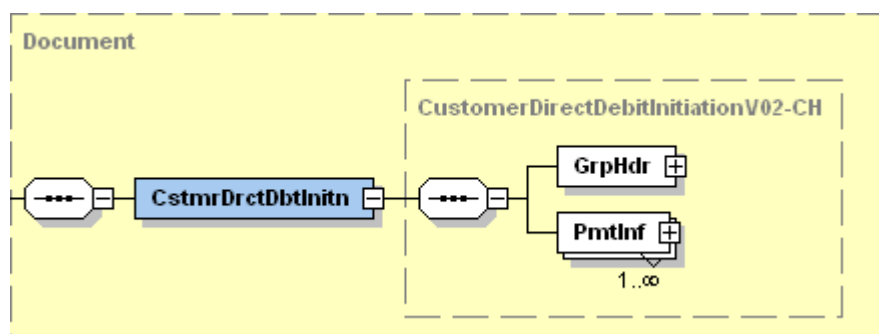 Document
CustomerDirectDebitInitiationV02-CH
GrpHdr
CstmrDrctDbtInitn
PmtInf
1..∞